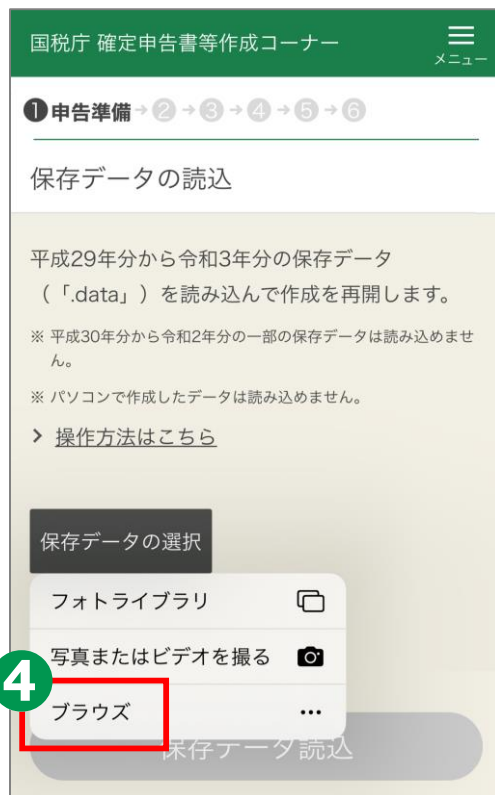 国税庁 確定申告書等作成コーナー
メニュー
❶申告準備→②→③→④→⑤→⑥
保存データの読込
平成29年分から令和3年分の保存データ
（「.data」）を読み込んで作成を再開します。
※ 平成30年分から令和2年分の一部の保存データは読み込めませ
ん。
※ パソコンで作成したデータは読み込めません。
> 操作方法はこちら
保存データの選択
フォトライブラリ
写真またはビデオを撮る
4
ブラウズ
保存データ読込